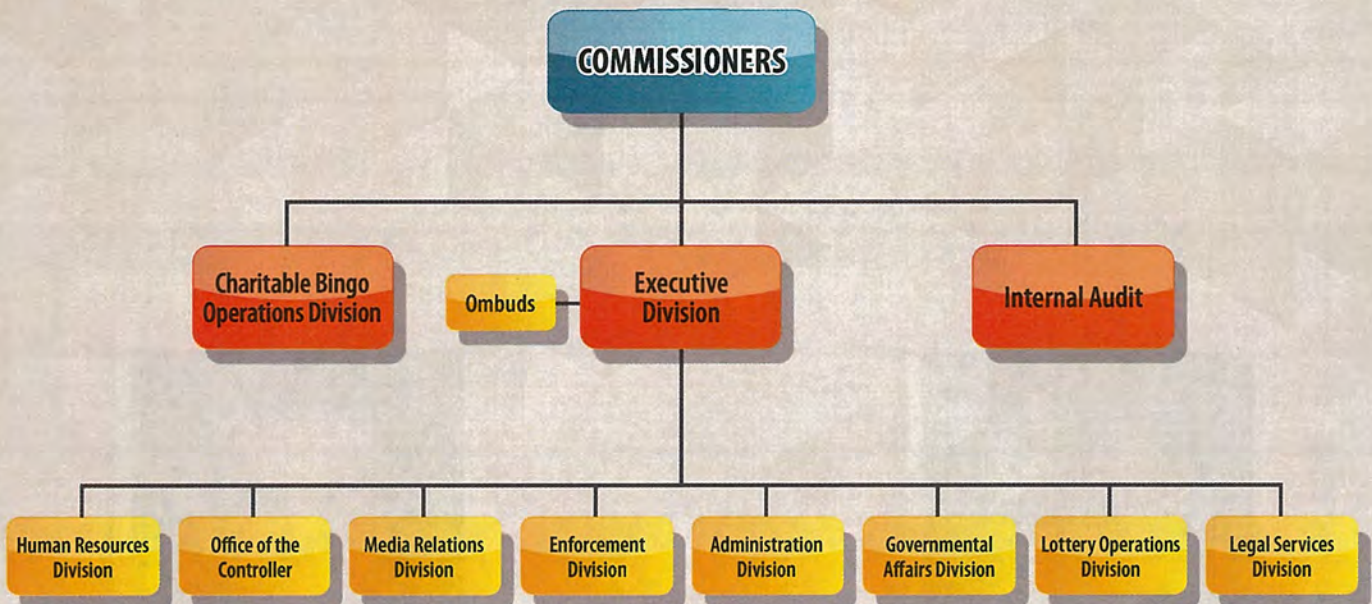 COMMISSIONERS
Charitable Bingo
Operations Division
Ombuds
Executive
Division
Internal Audit
Human Resources
Division
Office of the
Controller
Media Relations
Division
Enforcement
Division
Administration
Division
Governmental
Affairs Division
Lottery Operations
Division
Legal Services
Division